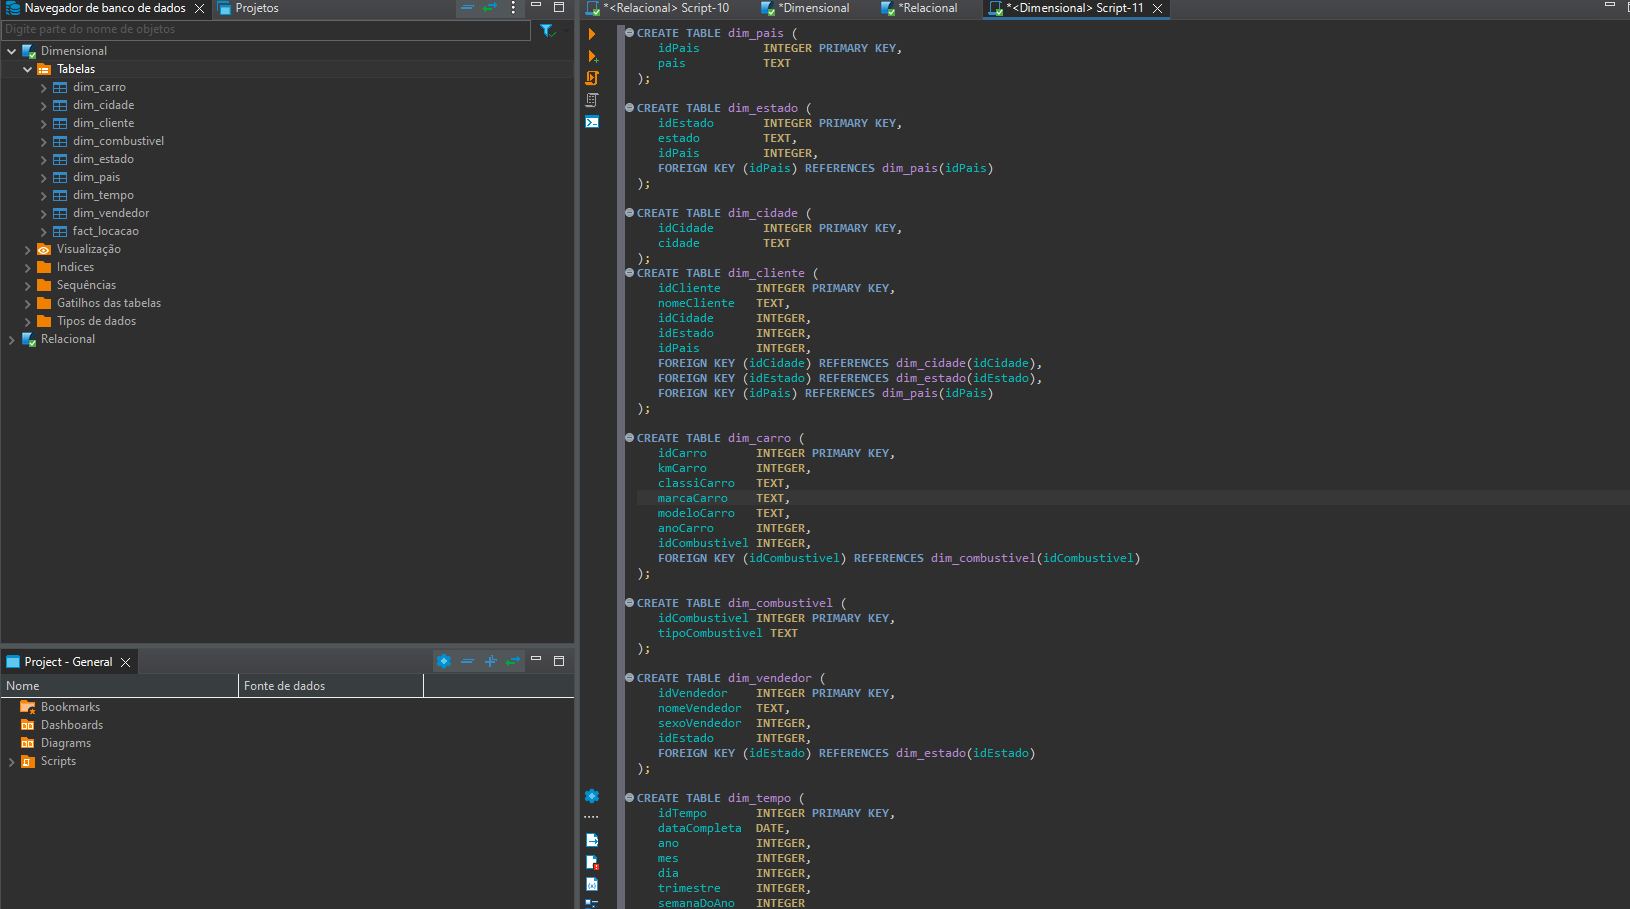 Navegador de banco de dados
Projetos
Digite parte do nome de objetos
Dimensional
Tabelas
dim_carro
dim_cidade
dim_cliente
dim_combustivel
dim_estado
dim_pais
dim_tempo
dim_vendedor
fact_locacao
Visualização
Indices
Sequências
Gatilhos das tabelas
Tipos de dados
Relacional
Project - General
Nome Fonte de dados
Bookmarks
Dashboards
Diagrams
Scripts
*<Relacional> Script-10
*Dimensional
*Relacional
*<Dimensional> Script-11
CREATE TABLE dim_pais (
idPais INTEGER PRIMARY KEY,
pais TEXT
);
CREATE TABLE dim_estado (
idEstado INTEGER PRIMARY KEY,
estado TEXT,
idPais INTEGER,
FOREIGN KEY (idPais) REFERENCES dim_pais(idPais)
);
CREATE TABLE dim_cidade (
idCidade INTEGER PRIMARY KEY,
cidade TEXT
);
CREATE TABLE dim_cliente (
idCliente INTEGER PRIMARY KEY,
nomeCliente TEXT,
idCidade INTEGER,
idEstado INTEGER,
idPais INTEGER,
FOREIGN KEY (idCidade) REFERENCES dim_cidade(idCidade),
FOREIGN KEY (idEstado) REFERENCES dim_estado(idEstado),
FOREIGN KEY (idPais) REFERENCES dim_pais(idPais)
);
CREATE TABLE dim_carro (
idCarro INTEGER PRIMARY KEY,
kmCarro INTEGER,
classiCarro TEXT,
marcaCarro TEXT,
modeloCarro TEXT,
anoCarro INTEGER,
idCombustivel INTEGER,
FOREIGN KEY (idCombustivel) REFERENCES dim_combustivel(idCombustivel)
);
CREATE TABLE dim_combustivel (
idCombustivel INTEGER PRIMARY KEY,
tipoCombustivel TEXT
);
CREATE TABLE dim_vendedor (
idVendedor INTEGER PRIMARY KEY,
nomeVendedor TEXT,
sexoVendedor INTEGER,
idEstado INTEGER,
FOREIGN KEY (idEstado) REFERENCES dim_estado(idEstado)
);
CREATE TABLE dim_tempo (
idTempo INTEGER PRIMARY KEY,
dataCompleta DATE,
ano INTEGER,
mes INTEGER,
dia INTEGER,
trimestre INTEGER,
semanaDoAno INTEGER